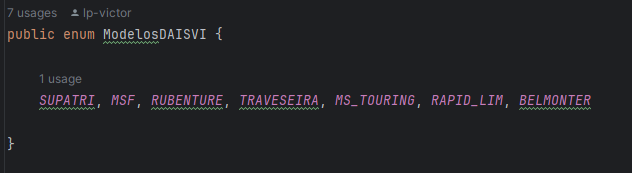 7 usages lp-victor
public enum ModelosDAISVI {
1 usage
SUPATRI, MSF, RUBENTURE, TRAVESEIRA, MS_TOURING, RAPID_LIM, BELMONTER
}